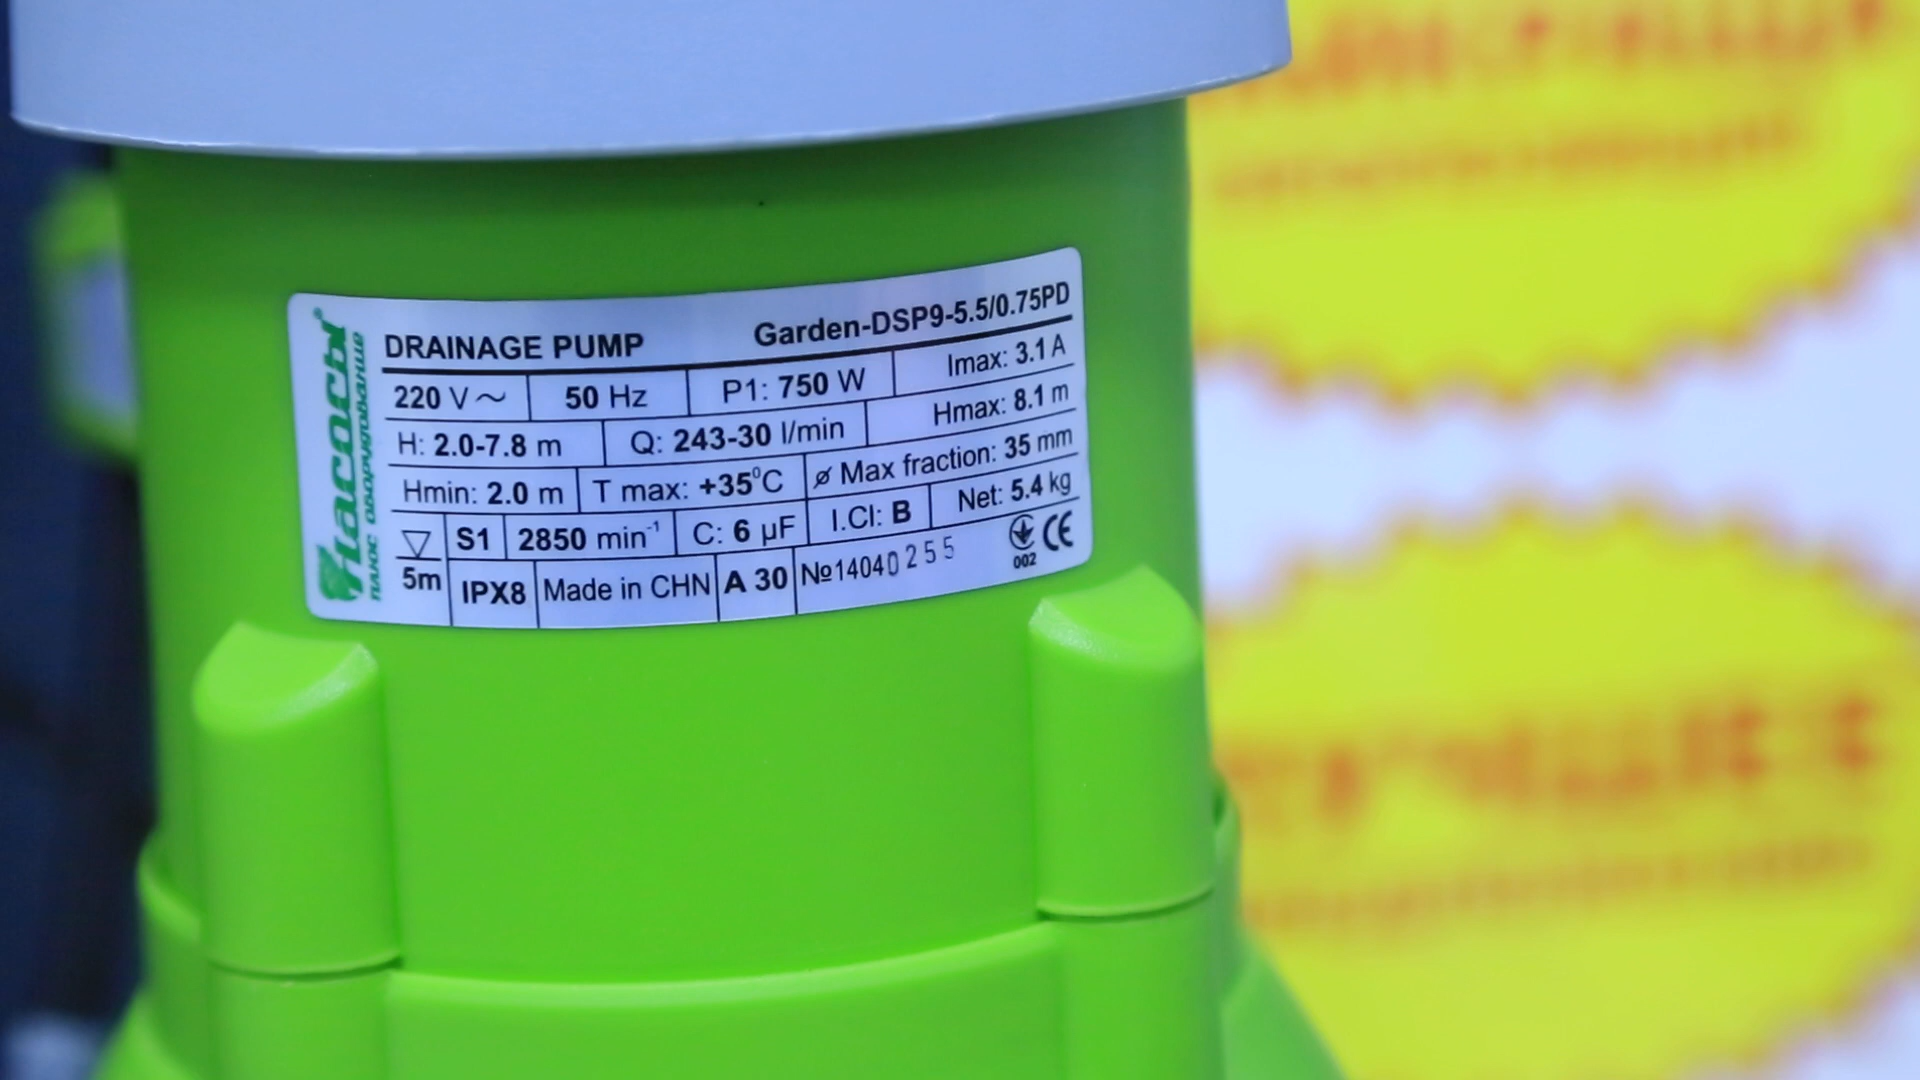 Насосы®
плюс оборудование
DRAINAGE PUMP Garden-DSP9-5.5/0.75PD
220 V ~ 50 Hz P1: 750 W Imax: 3.1 A
H: 2.0-7.8 m Q: 243-30 l/min Hmax: 8.1 m
Hmin: 2.0 m T max: +35°C ⌀ Max fraction: 35 mm
▽ S1 2850 min⁻¹ C: 6 µF I.Cl: B Net: 5.4 kg
5m IPX8 Made in CHN A 30 №14040255 002 CE